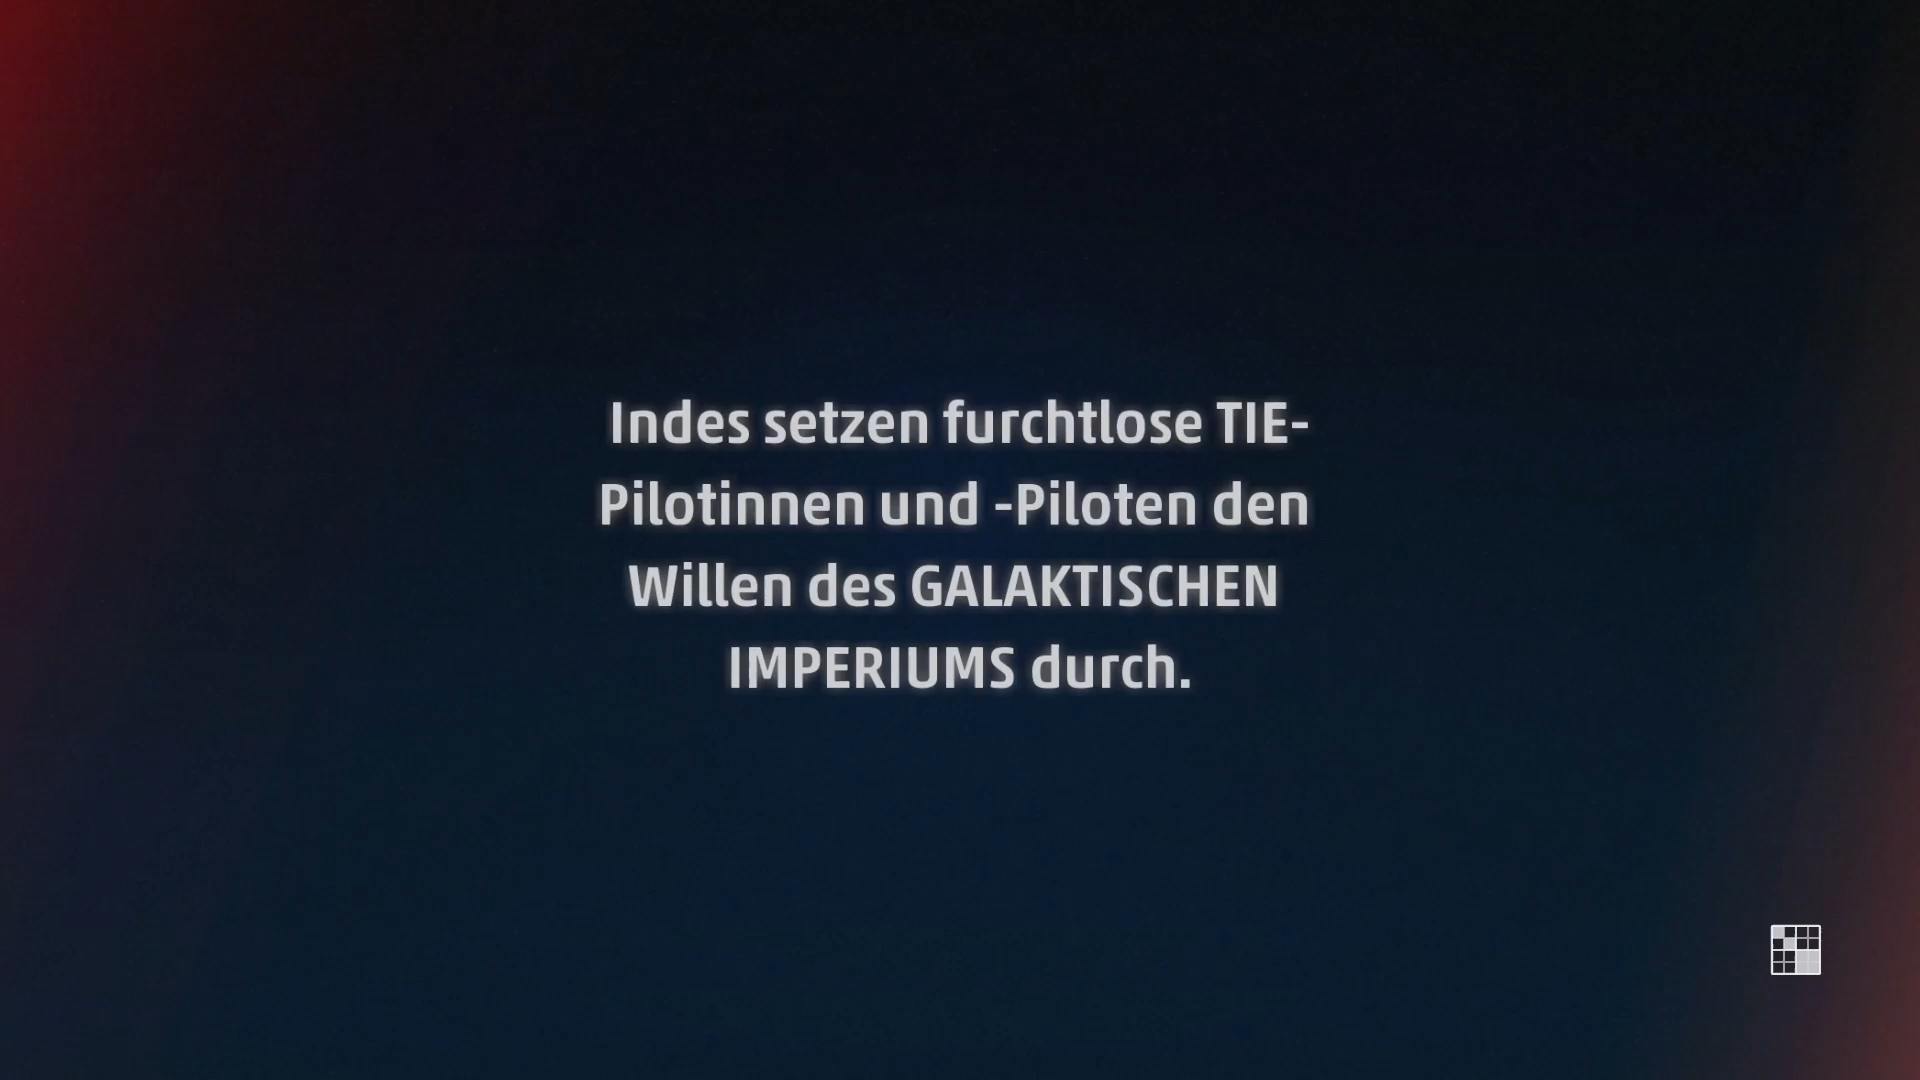 Indes setzen furchtlose TIE-
Pilotinnen und -Piloten den
Willen des GALAKTISCHEN
IMPERIUMS durch.